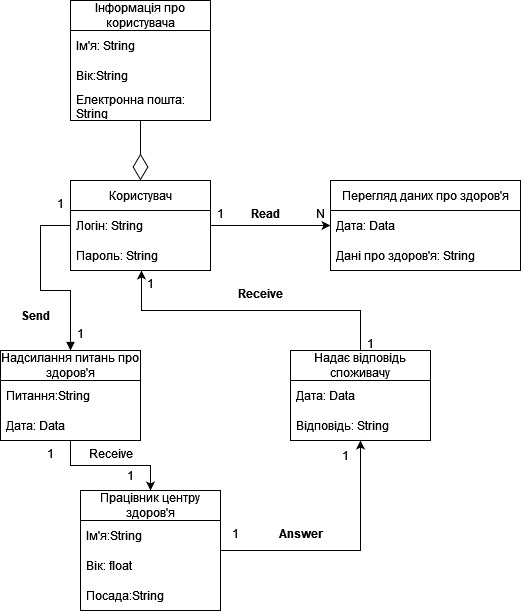 Інформація про
користувача
Ім'я: String
Вік:String
Електронна пошта:
String
Користувач
Логін: String
Пароль: String
1
1
Read
N
Перегляд даних про здоров'я
Дата: Data
Дані про здоров'я: String
1
Receive
Send
1
1
Надсилання питань про
здоров'я
Питання:String
Дата: Data
Надає відповідь
споживачу
Дата: Data
Відповідь: String
1
Receive
1
1
Працівник центру
здоров'я
Ім'я:String
Вік: float
Посада:String
1
Answer